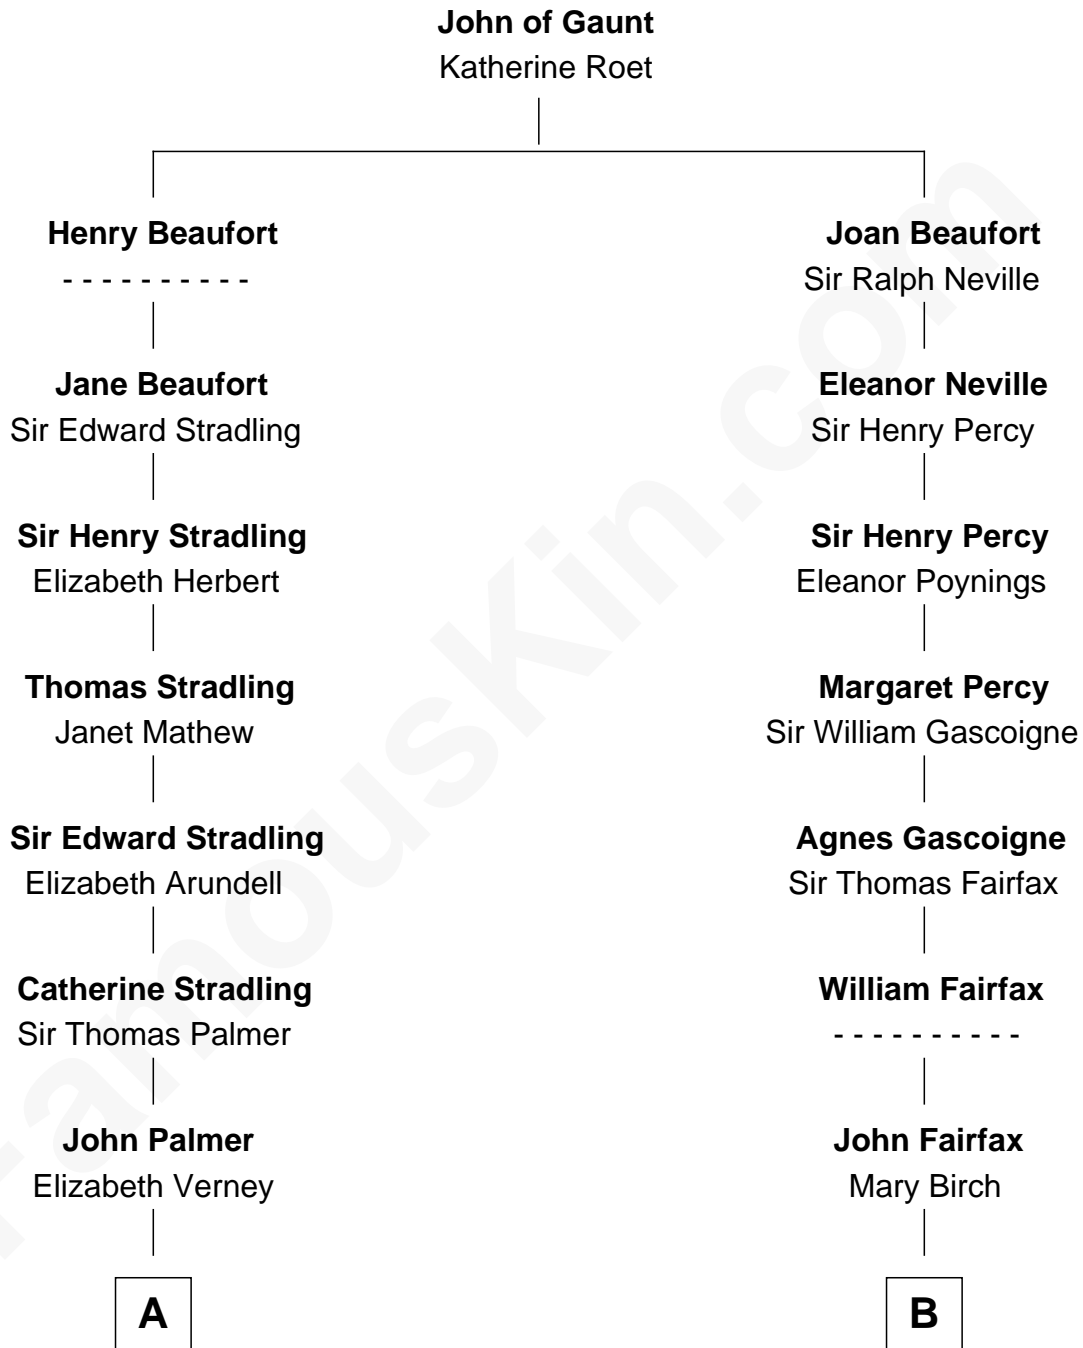 John of Gaunt
Katherine Roet
Henry Beaufort
- - - - - - - - - -
Jane Beaufort
Sir Edward Stradling
Sir Henry Stradling
Elizabeth Herbert
Thomas Stradling
Janet Mathew
Sir Edward Stradling
Elizabeth Arundell
Catherine Stradling
Sir Thomas Palmer
John Palmer
Elizabeth Verney
A
Joan Beaufort
Sir Ralph Neville
Eleanor Neville
Sir Henry Percy
Sir Henry Percy
Eleanor Poynings
Margaret Percy
Sir William Gascoigne
Agnes Gascoigne
Sir Thomas Fairfax
William Fairfax
- - - - - - - - - -
John Fairfax
Mary Birch
B
FamousKin.com